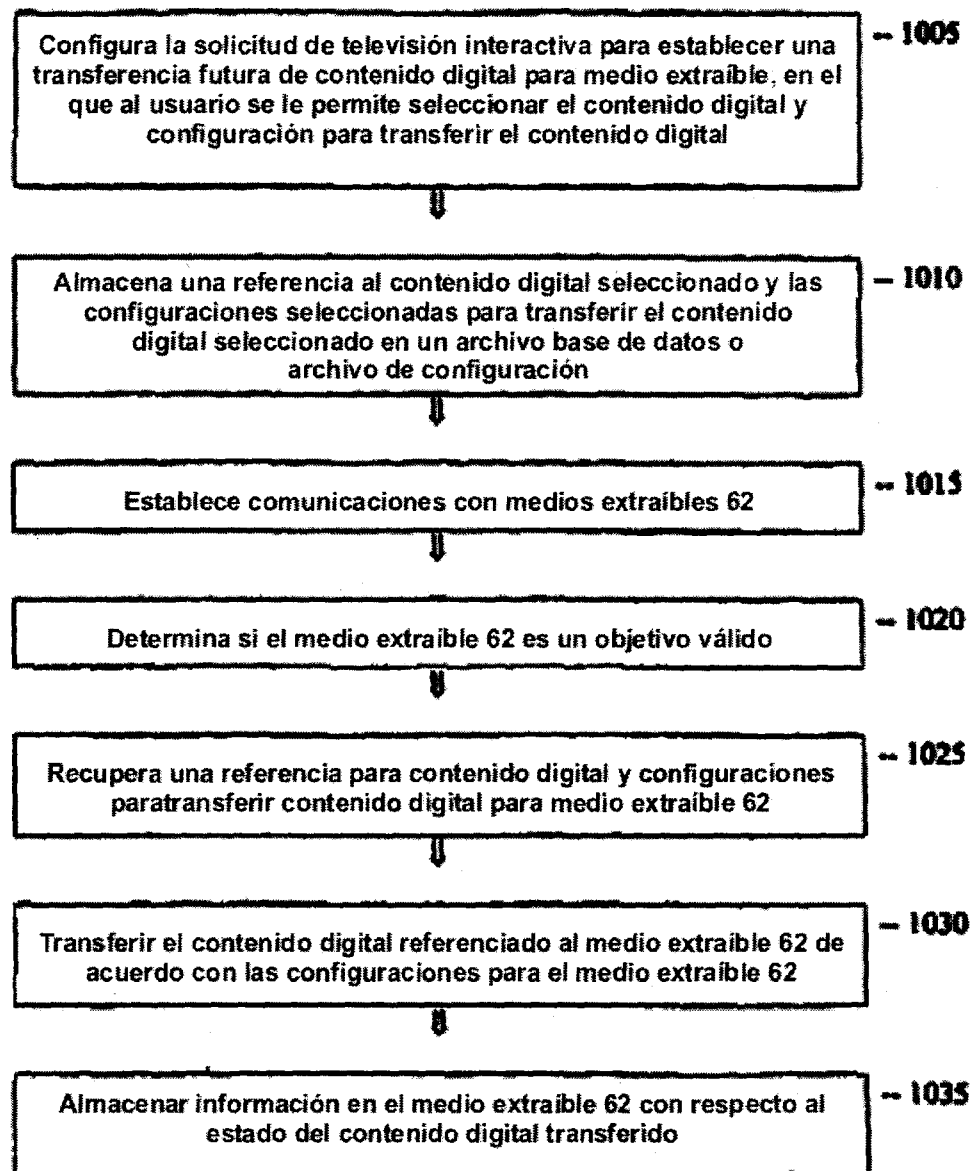 Configura la solicitud de televisión interactiva para establecer una
transferencia futura de contenido digital para medio extraíble, en el
que al usuario se le permite seleccionar el contenido digital y
configuración para transferir el contenido digital
-- 1005
Almacena una referencia al contenido digital seleccionado y las
configuraciones seleccionadas para transferir el contenido
digital seleccionado en un archivo base de datos o
archivo de configuración
-- 1010
Establece comunicaciones con medios extraíbles 62
-- 1015
Determina si el medio extraíble 62 es un objetivo válido
-- 1020
Recupera una referencia para contenido digital y configuraciones
paratransferir contenido digital para medio extraíble 62
-- 1025
Transferir el contenido digital referenciado al medio extraíble 62 de
acuerdo con las configuraciones para el medio extraíble 62
-- 1030
Almacenar información en el medio extraíble 62 con respecto al
estado del contenido digital transferido
-- 1035